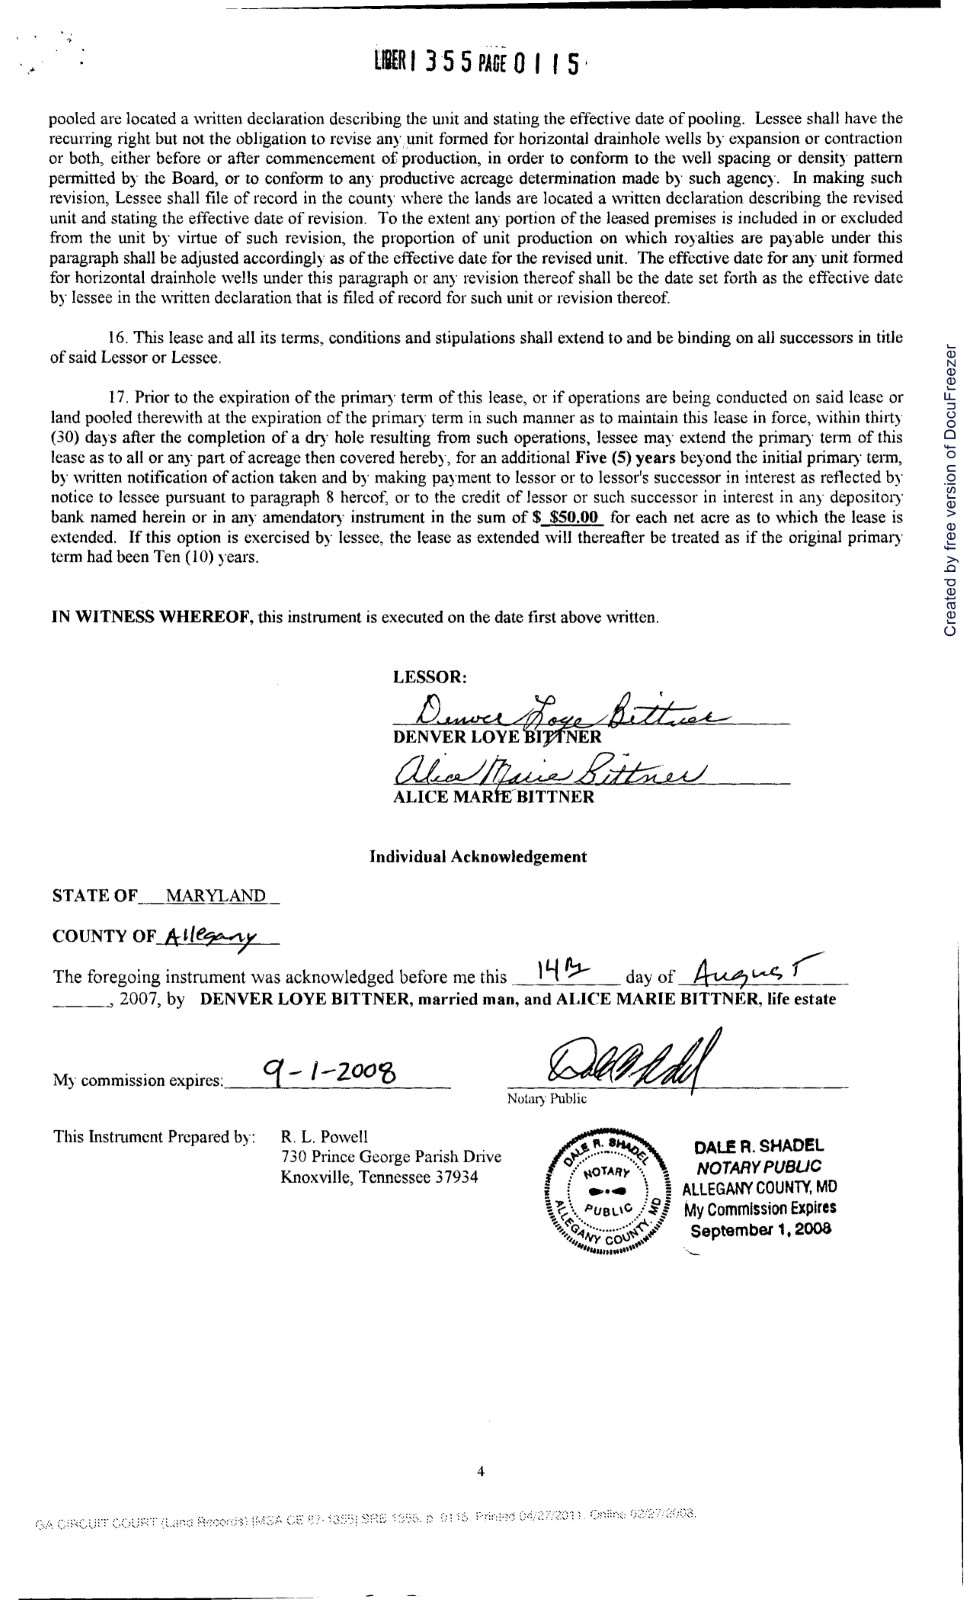 LIBER 1355 PAGE 0115
pooled are located a written declaration describing the unit and stating the effective date of pooling. Lessee shall have the
recurring right but not the obligation to revise any unit formed for horizontal drainhole wells by expansion or contraction
or both, either before or after commencement of production, in order to conform to the well spacing or density pattern
permitted by the Board, or to conform to any productive acreage determination made by such agency. In making such
revision, Lessee shall file of record in the county where the lands are located a written declaration describing the revised
unit and stating the effective date of revision. To the extent any portion of the leased premises is included in or excluded
from the unit by virtue of such revision, the proportion of unit production on which royalties are payable under this
paragraph shall be adjusted accordingly as of the effective date for the revised unit. The effective date for any unit formed
for horizontal drainhole wells under this paragraph or any revision thereof shall be the date set forth as the effective date
by lessee in the written declaration that is filed of record for such unit or revision thereof.
16. This lease and all its terms, conditions and stipulations shall extend to and be binding on all successors in title
of said Lessor or Lessee.
17. Prior to the expiration of the primary term of this lease, or if operations are being conducted on said lease or
land pooled therewith at the expiration of the primary term in such manner as to maintain this lease in force, within thirty
(30) days after the completion of a dry hole resulting from such operations, lessee may extend the primary term of this
lease as to all or any part of acreage then covered hereby, for an additional Five (5) years beyond the initial primary term,
by written notification of action taken and by making payment to lessor or to lessor's successor in interest as reflected by
notice to lessee pursuant to paragraph 8 hereof, or to the credit of lessor or such successor in interest in any depository
bank named herein or in any amendatory instrument in the sum of $ $50.00 for each net acre as to which the lease is
extended. If this option is exercised by lessee, the lease as extended will thereafter be treated as if the original primary
term had been Ten (10) years.
IN WITNESS WHEREOF, this instrument is executed on the date first above written.
LESSOR:
Denver Loye Bittner
DENVER LOYE BITTNER
Alice Marie Bittner
ALICE MARIE BITTNER
Individual Acknowledgement
STATE OF MARYLAND
COUNTY OF Allegany
The foregoing instrument was acknowledged before me this 14th day of August
, 2007, by DENVER LOYE BITTNER, married man, and ALICE MARIE BITTNER, life estate
My commission expires: 9-1-2008
Notary Public
This Instrument Prepared by: R. L. Powell
730 Prince George Parish Drive
Knoxville, Tennessee 37934
DALE R. SHADEL
NOTARY
PUBLIC
ALLEGANY COUNTY, MD
DALE R. SHADEL
NOTARY PUBLIC
ALLEGANY COUNTY, MD
My Commission Expires
September 1, 2008
4
GA CIRCUIT COURT (Land Records) [MSA CE 67-1355] SRE 1355, p. 0115. Printed 04/27/2011. Online 02/27/2008.
Created by free version of DocuFreezer